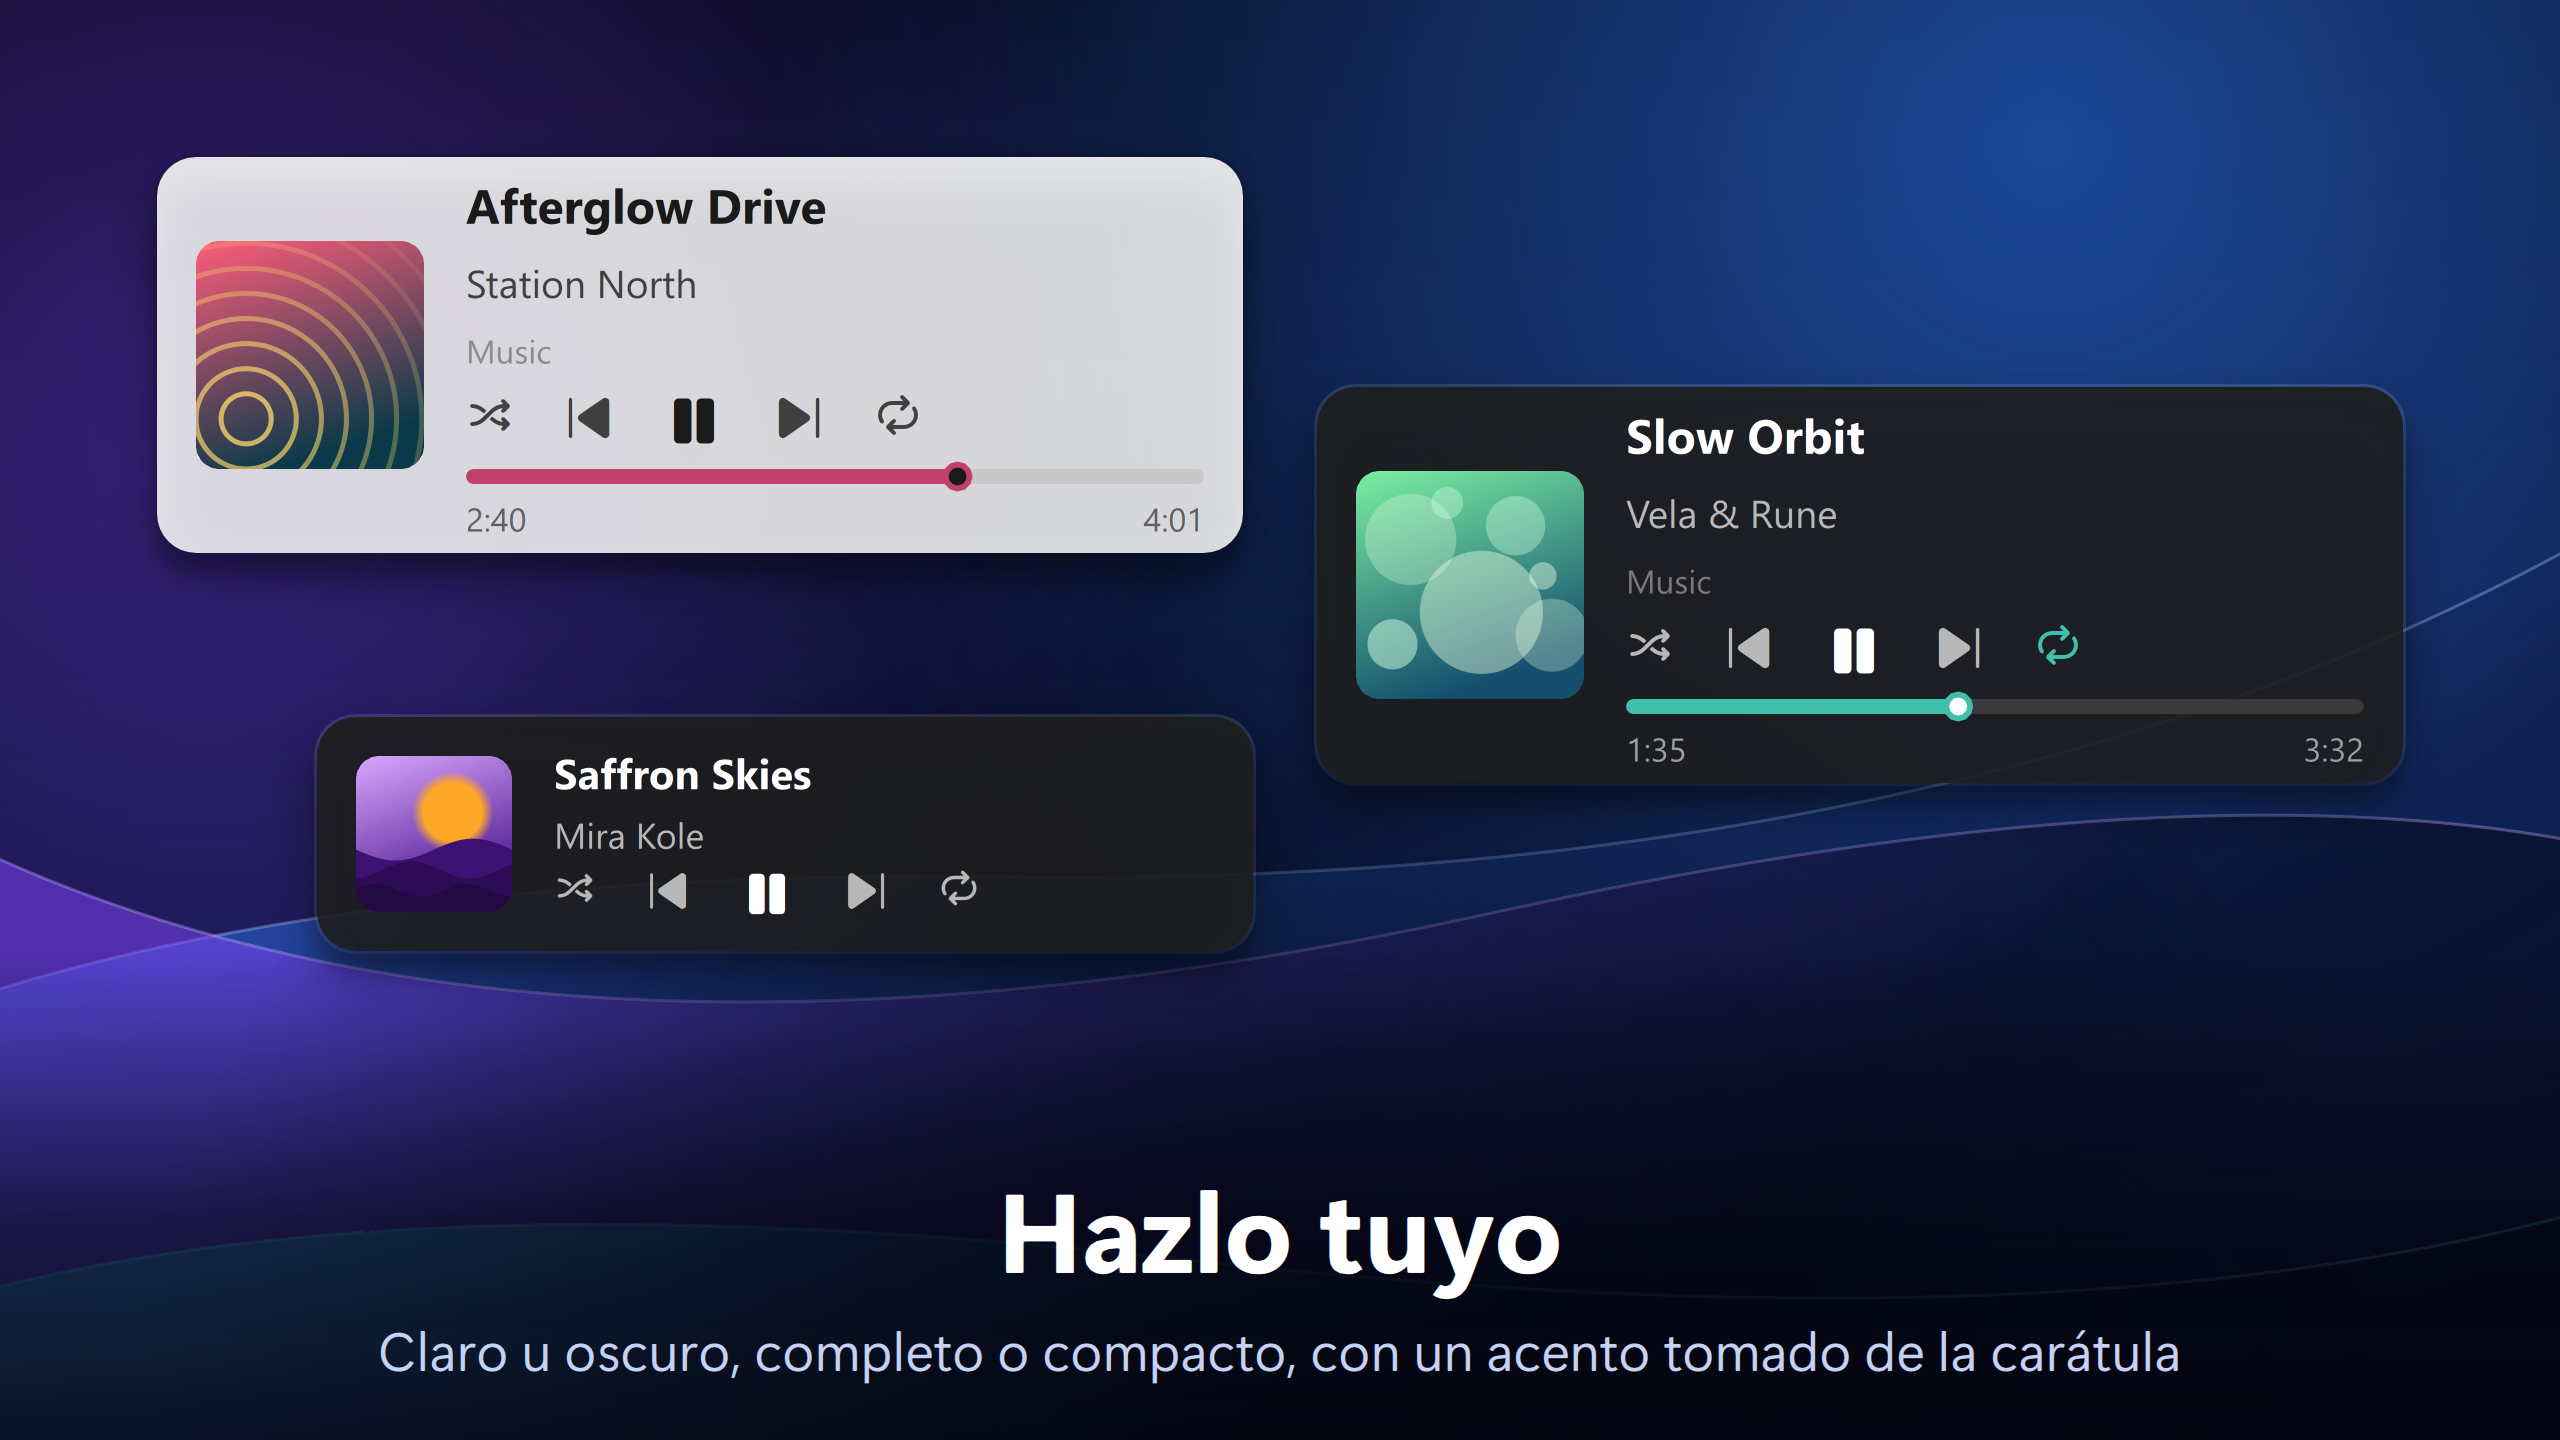 Afterglow Drive
Station North
Music
2:40 4:01
Slow Orbit
Vela & Rune
Music
1:35 3:32
Saffron Skies
Mira Kole
Hazlo tuyo
Claro u oscuro, completo o compacto, con un acento tomado de la carátula